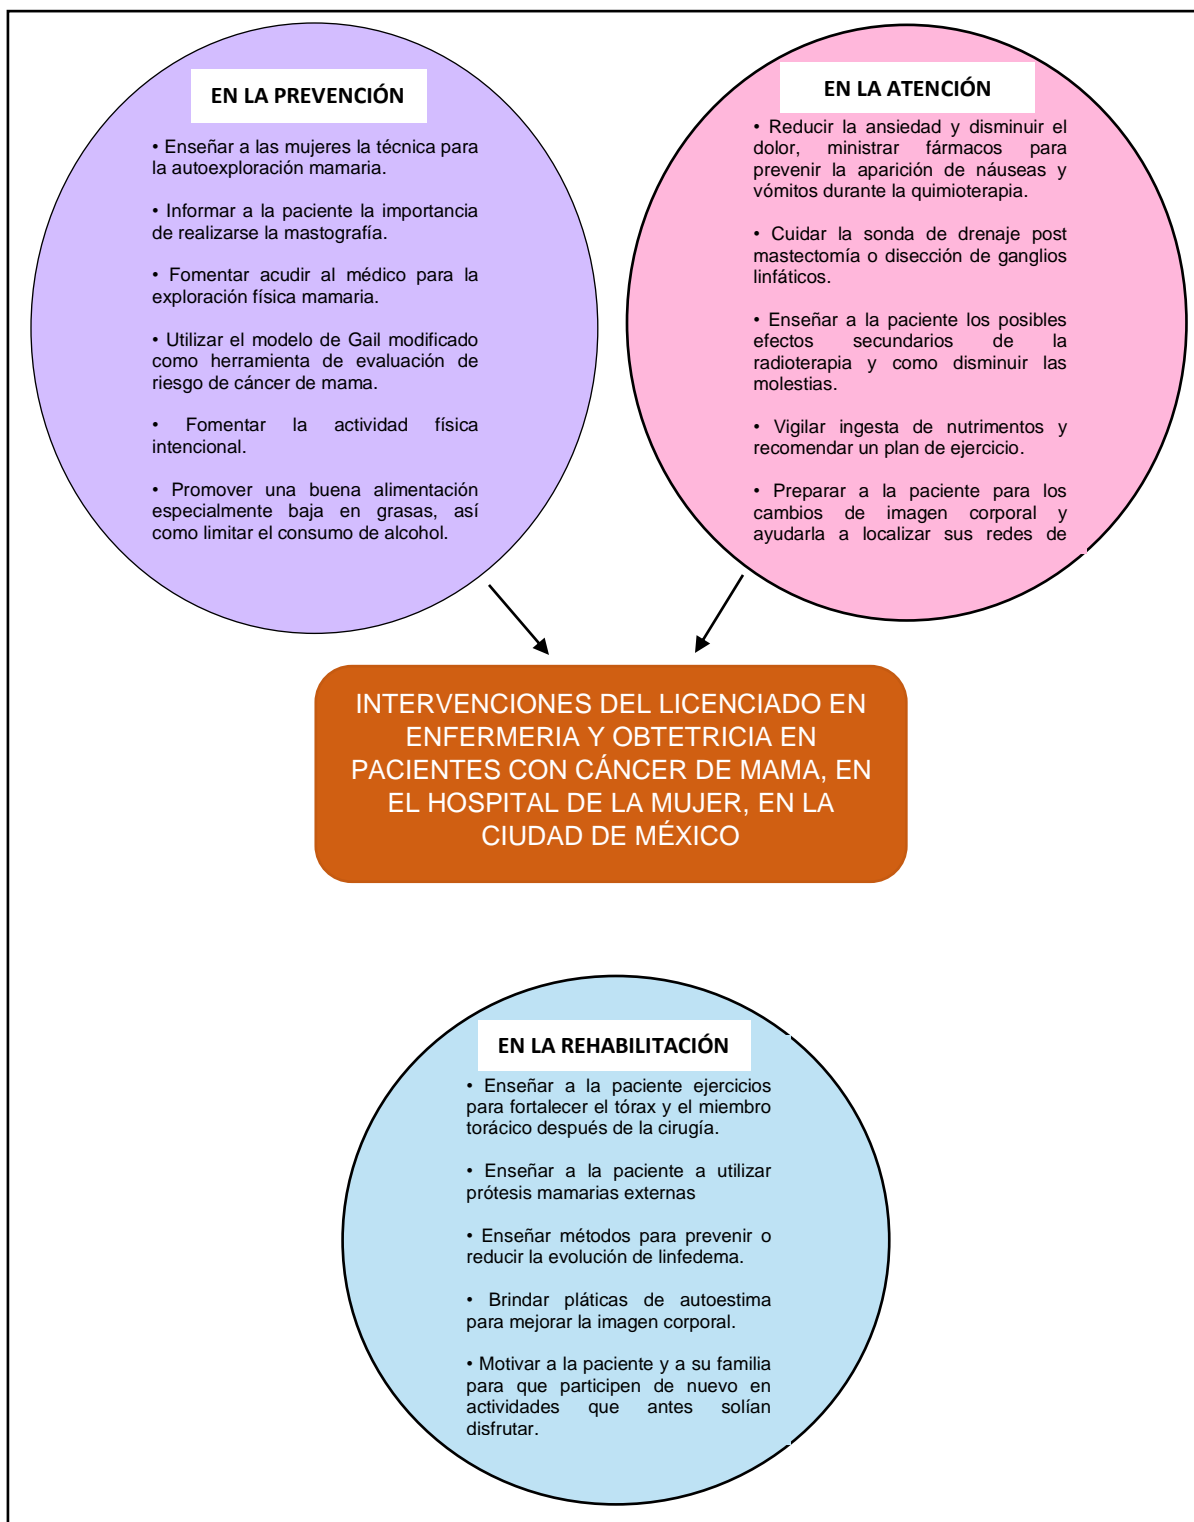 EN LA PREVENCIÓN
• Enseñar a las mujeres la técnica para
la autoexploración mamaria.
• Informar a la paciente la importancia
de realizarse la mastografía.
• Fomentar acudir al médico para la
exploración física mamaria.
• Utilizar el modelo de Gail modificado
como herramienta de evaluación de
riesgo de cáncer de mama.
• Fomentar la actividad física
intencional.
• Promover una buena alimentación
especialmente baja en grasas, así
como limitar el consumo de alcohol.
EN LA ATENCIÓN
• Reducir la ansiedad y disminuir el
dolor, ministrar fármacos para
prevenir la aparición de náuseas y
vómitos durante la quimioterapia.
• Cuidar la sonda de drenaje post
mastectomía o disección de ganglios
linfáticos.
• Enseñar a la paciente los posibles
efectos secundarios de la
radioterapia y como disminuir las
molestias.
• Vigilar ingesta de nutrimentos y
recomendar un plan de ejercicio.
• Preparar a la paciente para los
cambios de imagen corporal y
ayudarla a localizar sus redes de
INTERVENCIONES DEL LICENCIADO EN
ENFERMERIA Y OBTETRICIA EN
PACIENTES CON CÁNCER DE MAMA, EN
EL HOSPITAL DE LA MUJER, EN LA
CIUDAD DE MÉXICO
EN LA REHABILITACIÓN
• Enseñar a la paciente ejercicios
para fortalecer el tórax y el miembro
torácico después de la cirugía.
• Enseñar a la paciente a utilizar
prótesis mamarias externas
• Enseñar métodos para prevenir o
reducir la evolución de linfedema.
• Brindar pláticas de autoestima
para mejorar la imagen corporal.
• Motivar a la paciente y a su familia
para que participen de nuevo en
actividades que antes solían
disfrutar.